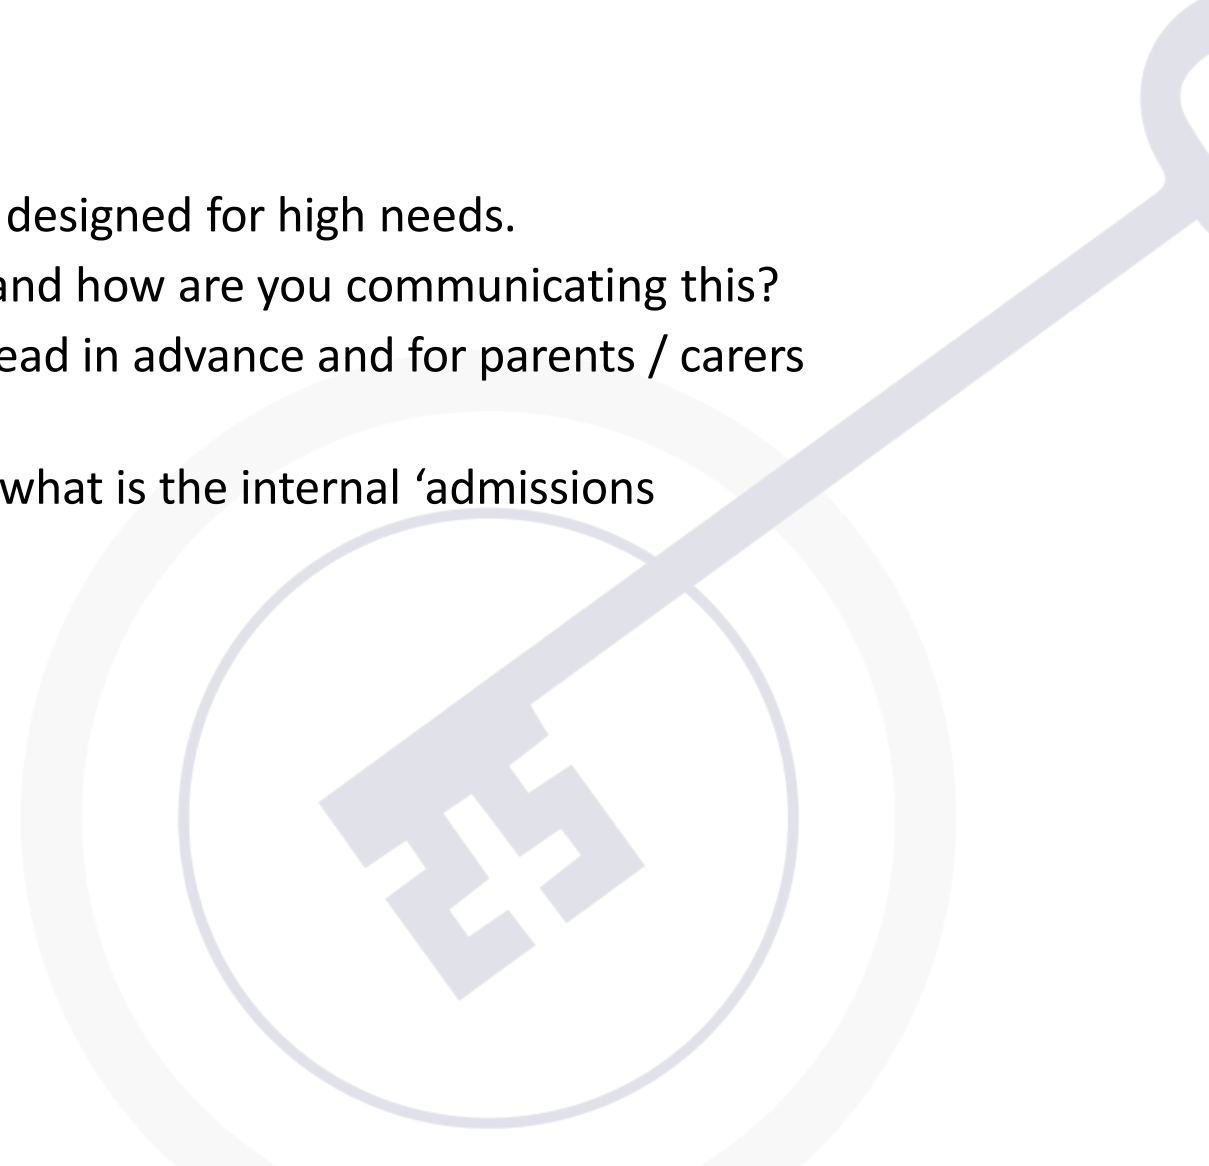 designed for high needs.
and how are you communicating this?
ead in advance and for parents / carers
what is the internal ‘admissions